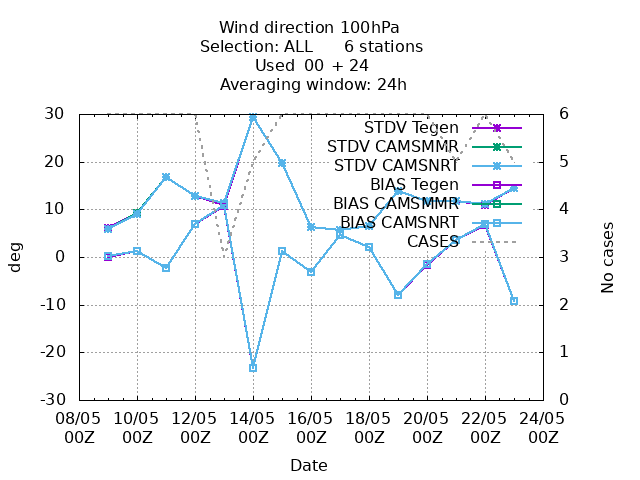 Wind direction 100hPa
Selection: ALL 6 stations
Used 00 + 24
Averaging window: 24h
30 6
STDV Tegen
STDV CAMSMMR
20 STDV CAMSNRT 5
BIAS Tegen
10 BIAS CAMSMMR 4
BIAS CAMSNRT
CASES
deg
No cases
0 3
-10 2
-20 1
-30 0
08/05 10/05 12/05 14/05 16/05 18/05 20/05 22/05 24/05
00Z 00Z 00Z 00Z 00Z 00Z 00Z 00Z 00Z
Date